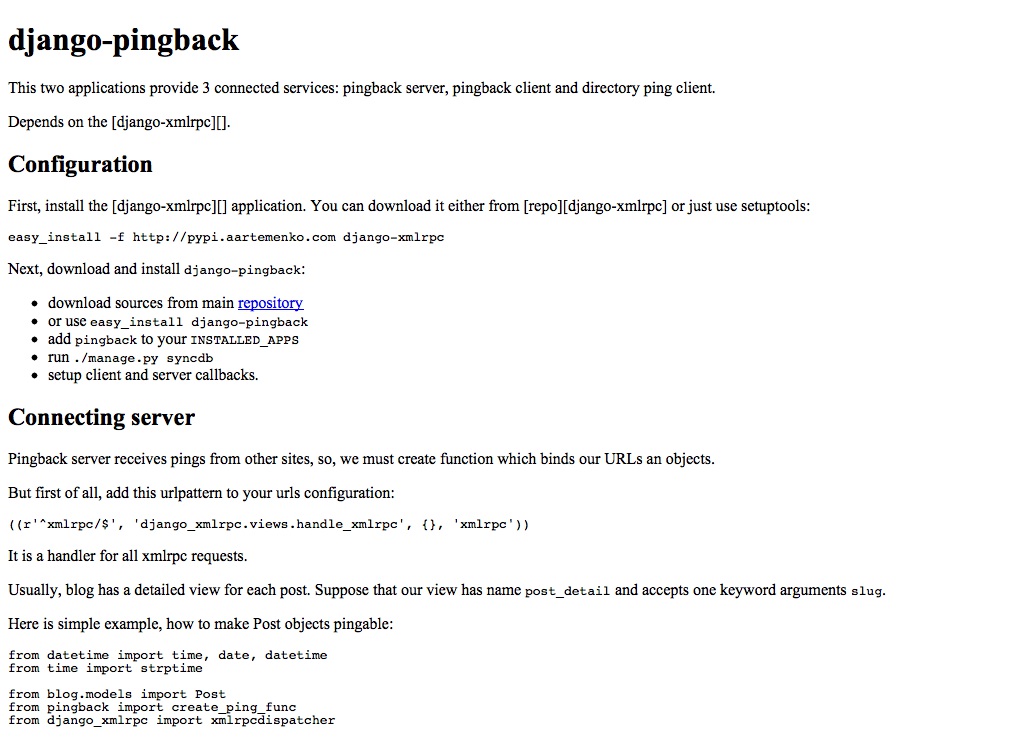 django-pingback
This two applications provide 3 connected services: pingback server, pingback client and directory ping client.
Depends on the [django-xmlrpc][].
Configuration
First, install the [django-xmlrpc][] application. You can download it either from [repo][django-xmlrpc] or just use setuptools:
easy_install -f http://pypi.aartemenko.com django-xmlrpc
Next, download and install django-pingback:
• download sources from main repository
• or use easy_install django-pingback
• add pingback to your INSTALLED_APPS
• run ./manage.py syncdb
• setup client and server callbacks.
Connecting server
Pingback server receives pings from other sites, so, we must create function which binds our URLs an objects.
But first of all, add this urlpattern to your urls configuration:
((r'^xmlrpc/$', 'django_xmlrpc.views.handle_xmlrpc', {}, 'xmlrpc'))
It is a handler for all xmlrpc requests.
Usually, blog has a detailed view for each post. Suppose that our view has name post_detail and accepts one keyword arguments slug.
Here is simple example, how to make Post objects pingable:
from datetime import time, date, datetime
from time import strptime
from blog.models import Post
from pingback import create_ping_func
from django_xmlrpc import xmlrpcdispatcher